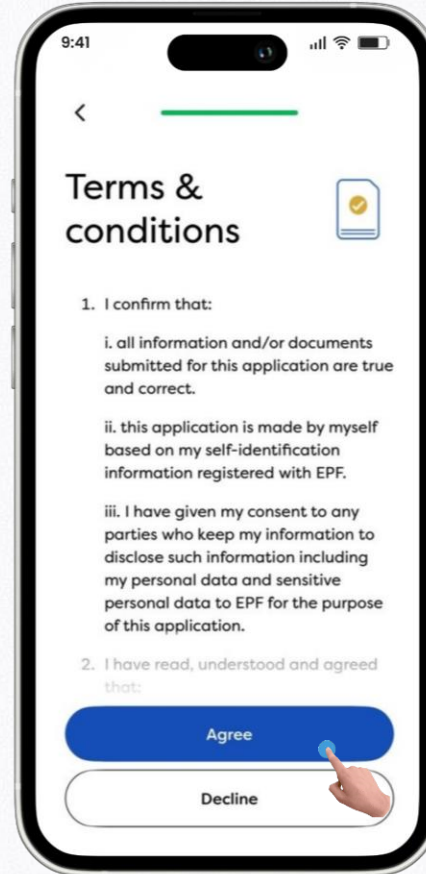 9:41
Terms &
conditions
1. I confirm that:
i. all information and/or documents
submitted for this application are true
and correct.
ii. this application is made by myself
based on my self-identification
information registered with EPF.
iii. I have given my consent to any
parties who keep my information to
disclose such information including
my personal data and sensitive
personal data to EPF for the purpose
of this application.
2. I have read, understood and agreed
that:
Agree
Decline